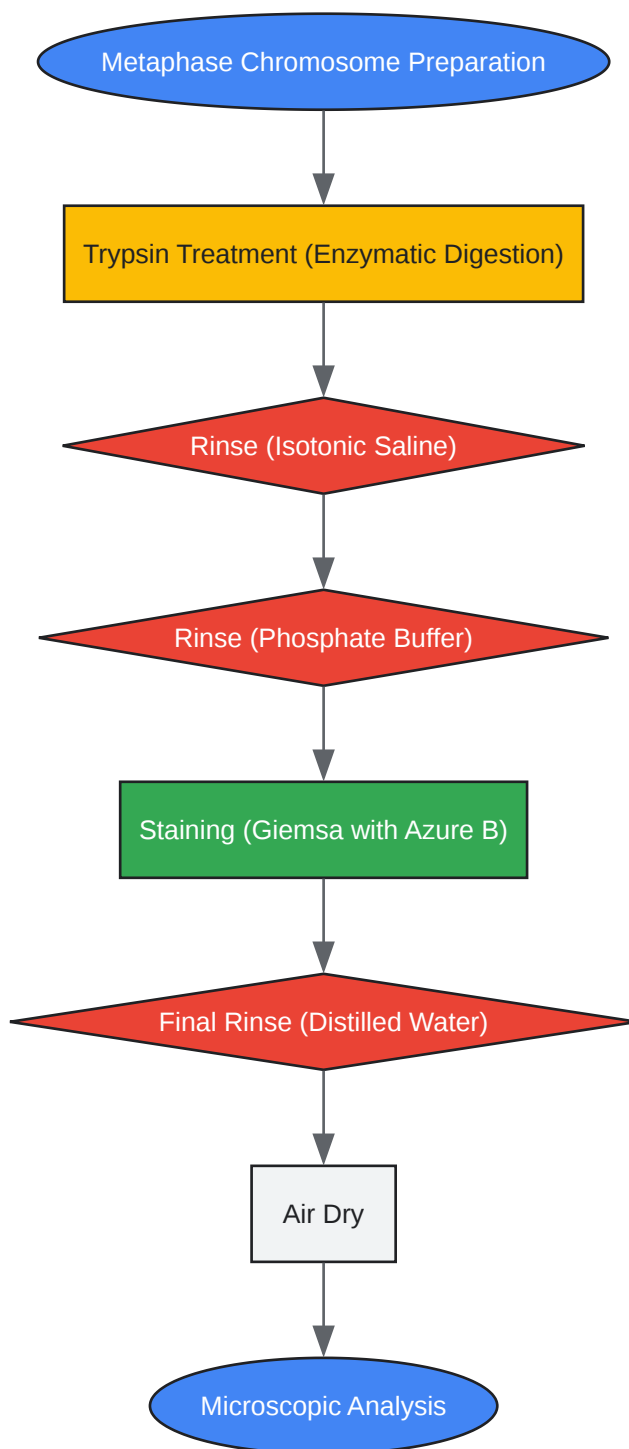 Metaphase Chromosome Preparation
Trypsin Treatment (Enzymatic Digestion)
Rinse (Isotonic Saline)
Rinse (Phosphate Buffer)
Staining (Giemsa with Azure B)
Final Rinse (Distilled Water)
Air Dry
Microscopic Analysis